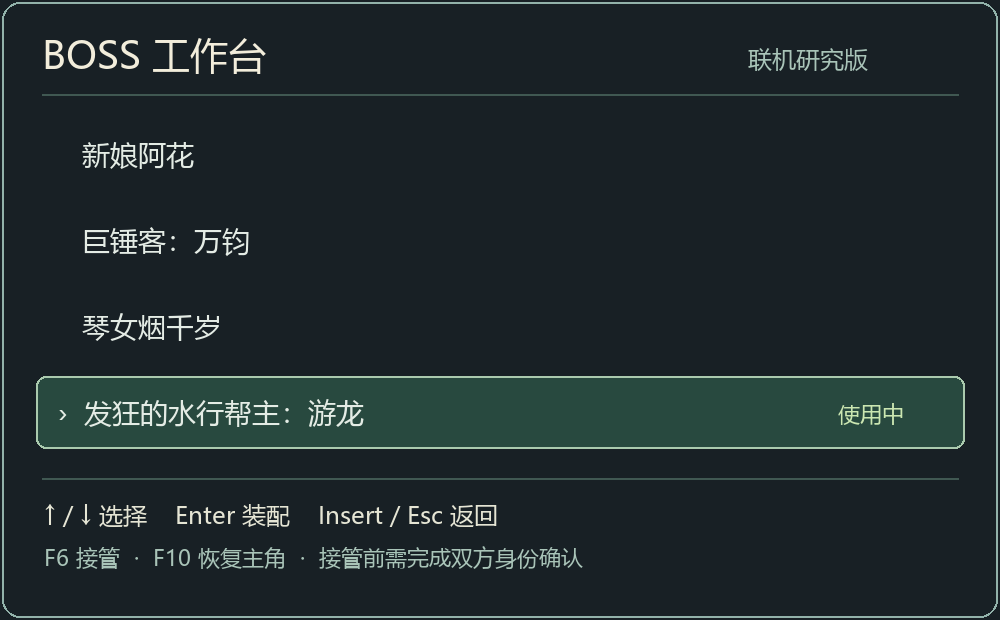 BOSS 工作台
联机研究版
新娘阿花
巨锤客：万钧
琴女烟千岁
› 发狂的水行帮主：游龙
使用中
↑/↓选择 Enter 装配 Insert / Esc 返回
F6 接管 · F10 恢复主角 · 接管前需完成双方身份确认